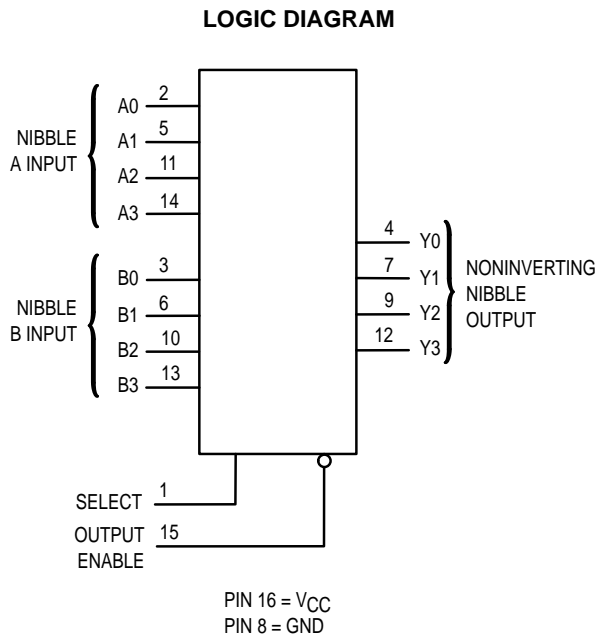 LOGIC DIAGRAM
NIBBLE
A INPUT
A0 2
A1 5
A2 11
A3 14
NIBBLE
B INPUT
B0 3
B1 6
B2 10
B3 13
4 Y0
7 Y1
9 Y2
12 Y3
NONINVERTING
NIBBLE
OUTPUT
SELECT 1
OUTPUT 15
ENABLE
PIN 16 = VCC
PIN 8 = GND